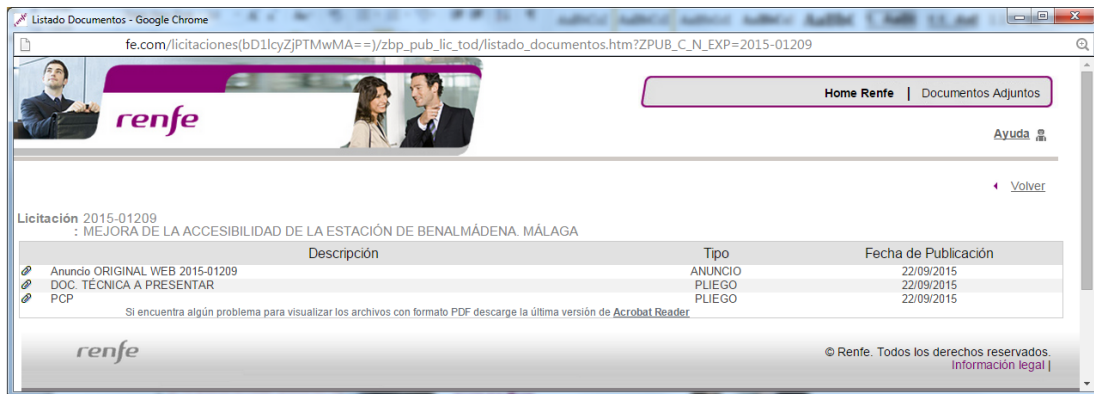 Listado Documentos - Google Chrome
fe.com/licitaciones(bD1lcyZjPTMwMA==)/zbp_pub_lic_tod/listado_documentos.htm?ZPUB_C_N_EXP=2015-01209
renfe
Home Renfe | Documentos Adjuntos
Ayuda
Volver
Licitación 2015-01209
: MEJORA DE LA ACCESIBILIDAD DE LA ESTACIÓN DE BENALMÁDENA. MÁLAGA
Descripción Tipo Fecha de Publicación
Anuncio ORIGINAL WEB 2015-01209 ANUNCIO 22/09/2015
DOC. TÉCNICA A PRESENTAR PLIEGO 22/09/2015
PCP PLIEGO 22/09/2015
Si encuentra algún problema para visualizar los archivos con formato PDF descarge la última versión de Acrobat Reader
renfe
© Renfe. Todos los derechos reservados.
Información legal |